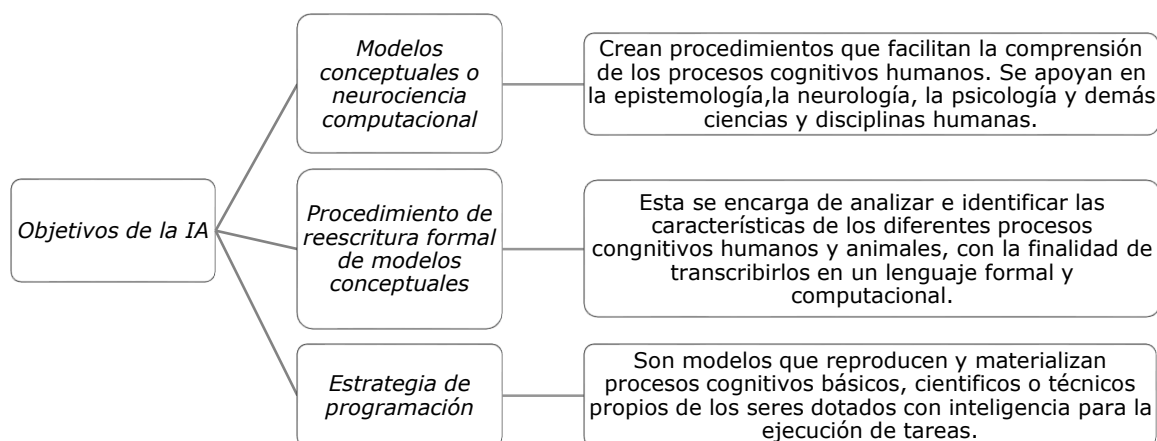 Objetivos de la IA
Modelos
conceptuales o
neurociencia
computacional
Crean procedimientos que facilitan la comprensión
de los procesos cognitivos humanos. Se apoyan en
la epistemología,la neurología, la psicología y demás
ciencias y disciplinas humanas.
Procedimiento de
reescritura formal
de modelos
conceptuales
Esta se encarga de analizar e identificar las
características de los diferentes procesos
congnitivos humanos y animales, con la finalidad de
transcribirlos en un lenguaje formal y
computacional.
Estrategia de
programación
Son modelos que reproducen y materializan
procesos cognitivos básicos, cientificos o técnicos
propios de los seres dotados con inteligencia para la
ejecución de tareas.